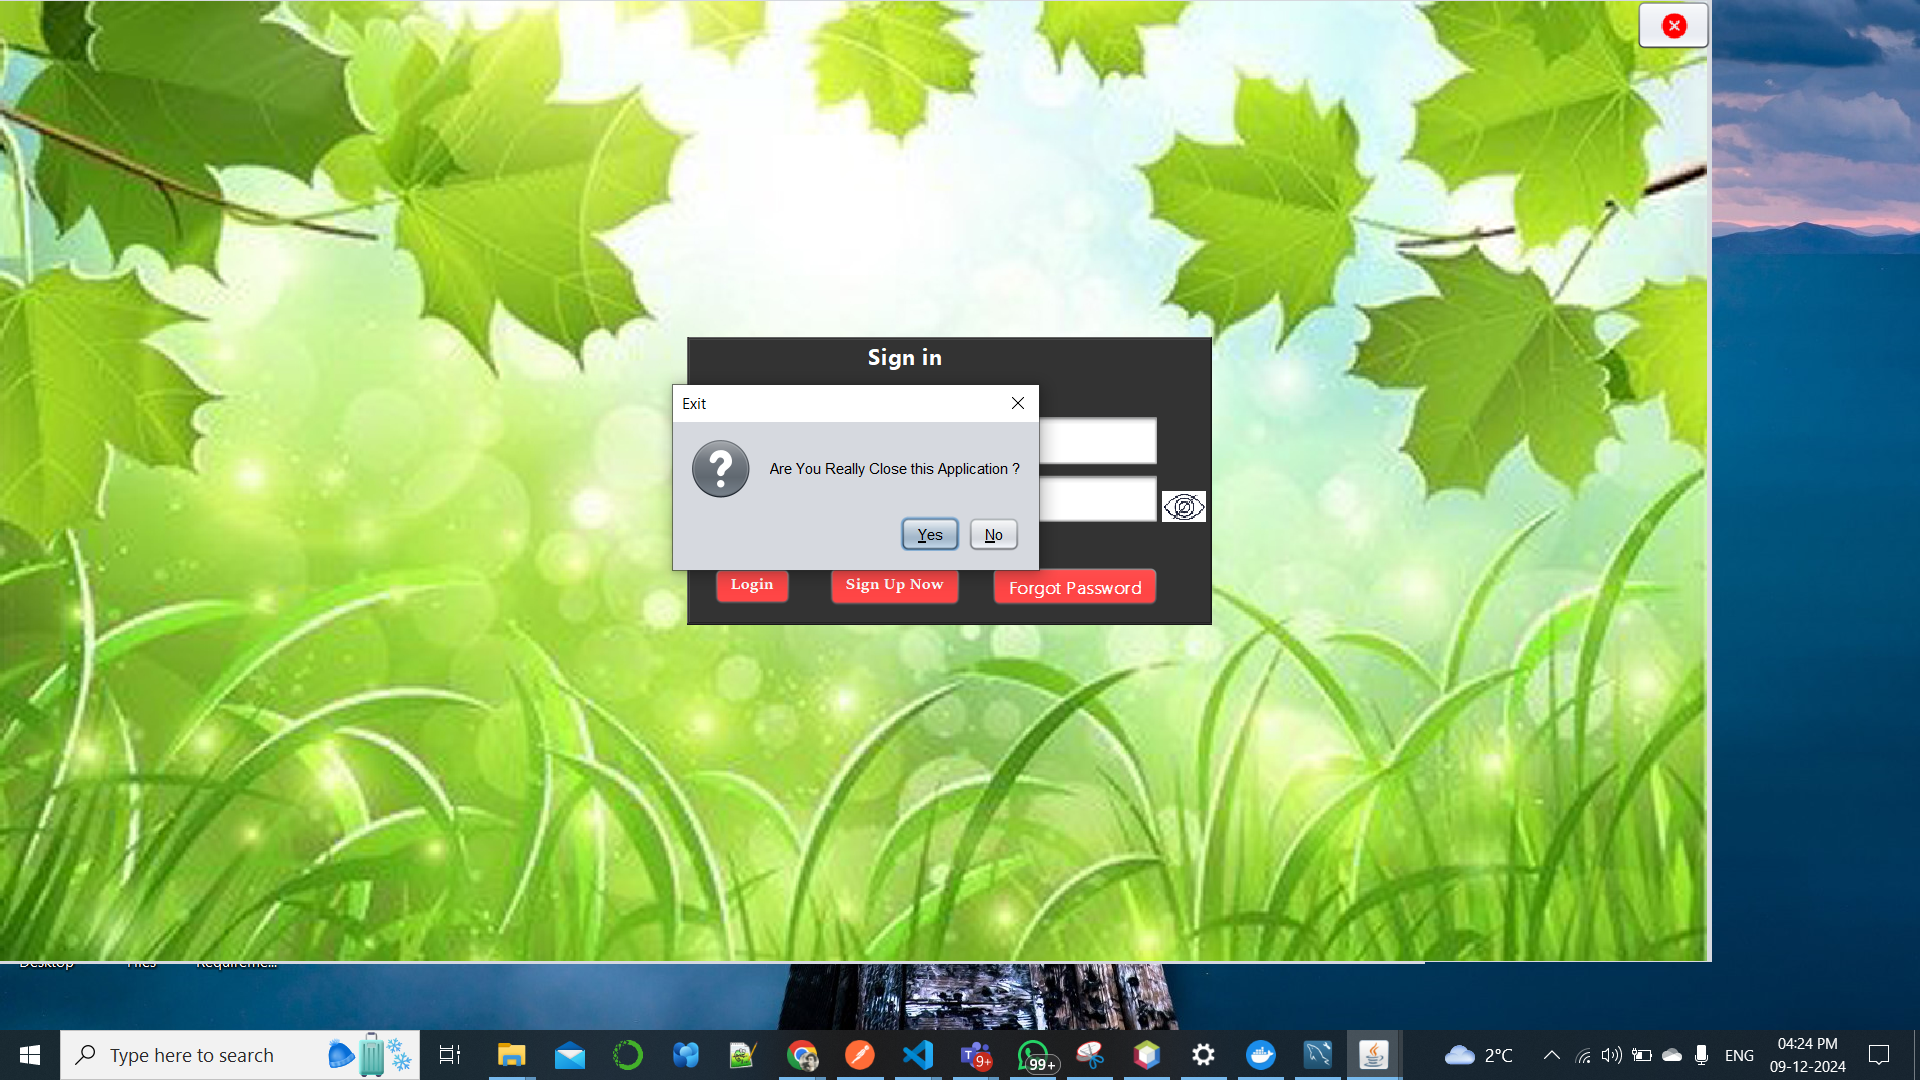 Sign in
Exit
Are You Really Close this Application ?
Yes
No
Login
Sign Up Now
Forgot Password
Desktop
Files
Requireme...
Type here to search
9+
99+
2°C
ENG
04:24 PM
09-12-2024